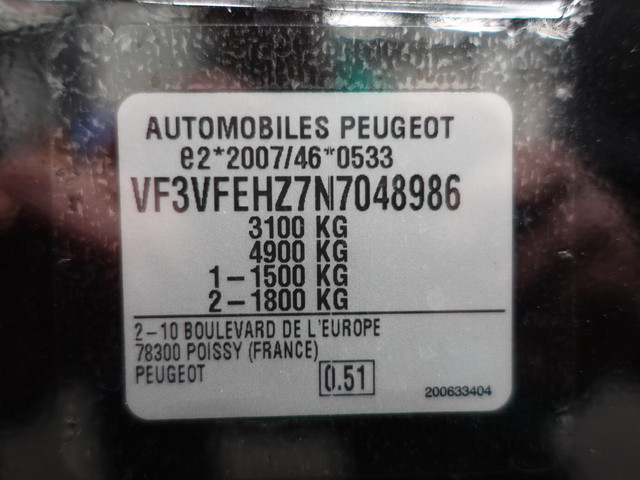 AUTOMOBILES PEUGEOT
e2*2007/46*0533
VF3VFEHZ7N7048986
3100 KG
4900 KG
1-1500 KG
2-1800 KG
2-10 BOULEVARD DE L'EUROPE
78300 POISSY (FRANCE)
PEUGEOT
0.51
200633404